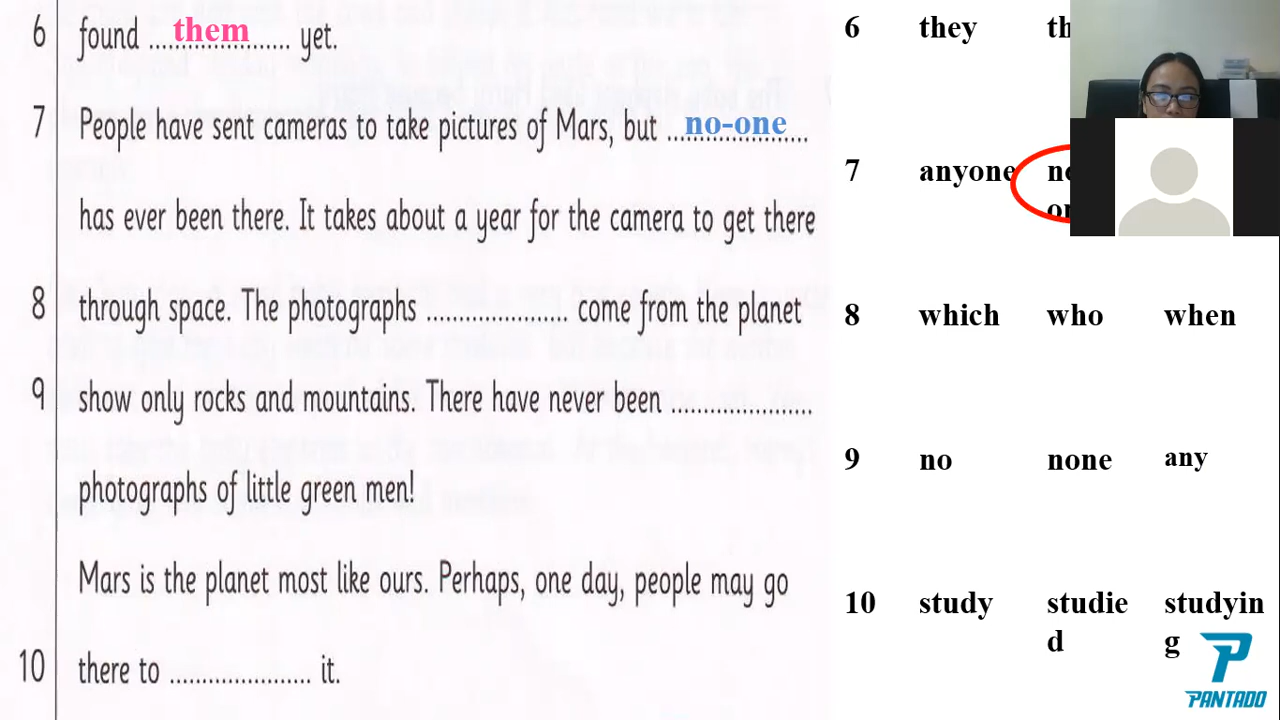 6 found ....them.... yet. 6 they
7 People have sent cameras to take pictures of Mars, but ....no-one.... 7 anyone
has ever been there. It takes about a year for the camera to get there
8 through space. The photographs ...................... come from the planet 8 which who when
9 show only rocks and mountains. There have never been ...................... 9 no none any
photographs of little green men!
Mars is the planet most like ours. Perhaps, one day, people may go 10 study studie studyin
d g
10 there to ...................... it.
PANTADO